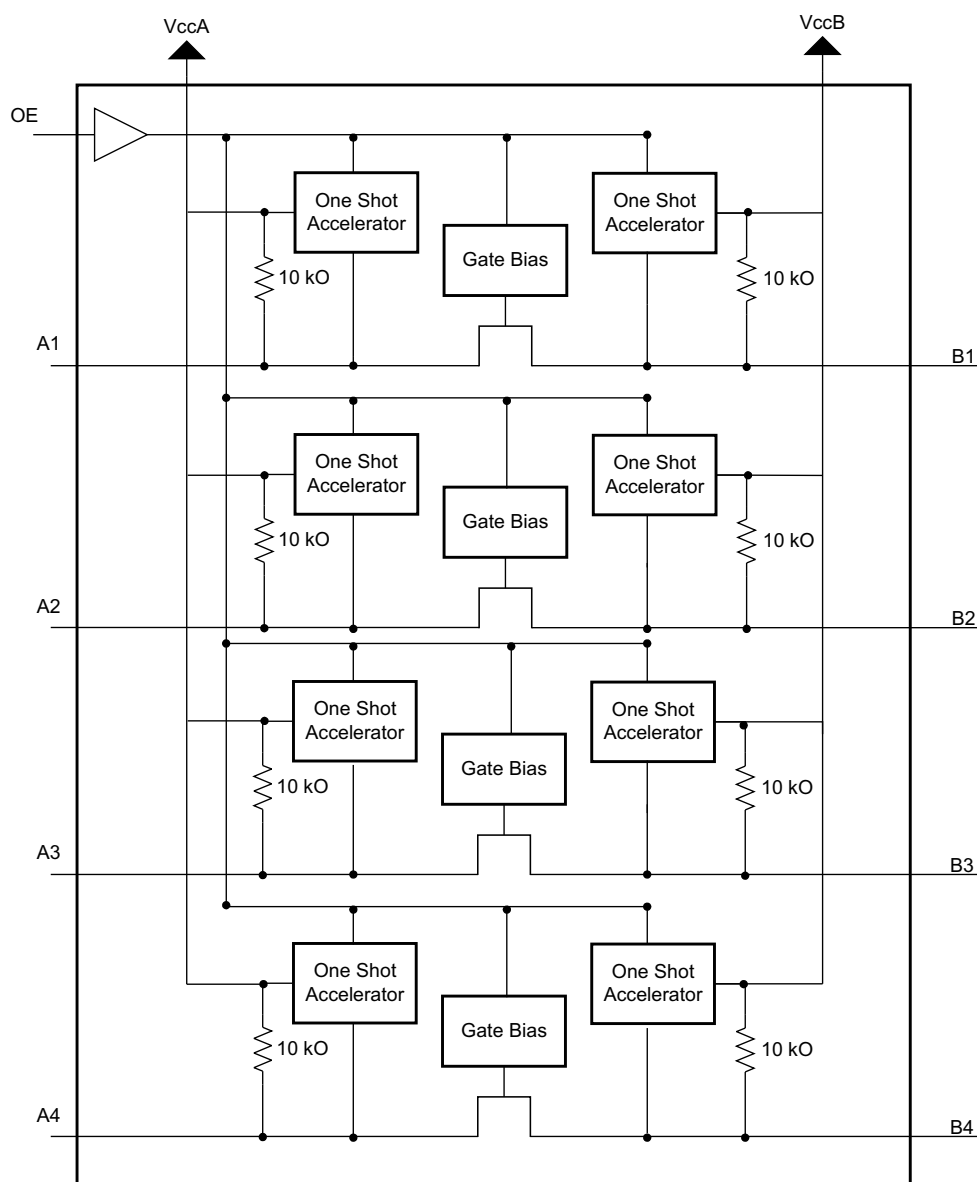 VccA
VccB
OE
One Shot
Accelerator
One Shot
Accelerator
Gate Bias
10 kO
10 kO
A1
B1
One Shot
Accelerator
One Shot
Accelerator
Gate Bias
10 kO
10 kO
A2
B2
One Shot
Accelerator
One Shot
Accelerator
Gate Bias
10 kO
10 kO
A3
B3
One Shot
Accelerator
One Shot
Accelerator
Gate Bias
10 kO
10 kO
A4
B4